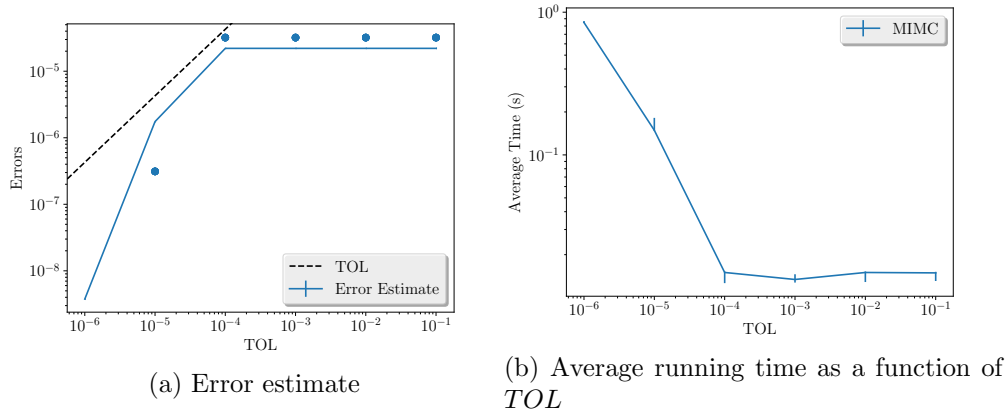 10⁻⁵
10⁻⁶
10⁻⁷
10⁻⁸
Errors
TOL
Error Estimate
10⁻⁶ 10⁻⁵ 10⁻⁴ 10⁻³ 10⁻² 10⁻¹
TOL
(a) Error estimate
10⁰
10⁻¹
Average Time (s)
MIMC
10⁻⁶ 10⁻⁵ 10⁻⁴ 10⁻³ 10⁻² 10⁻¹
TOL
(b) Average running time as a function of
TOL